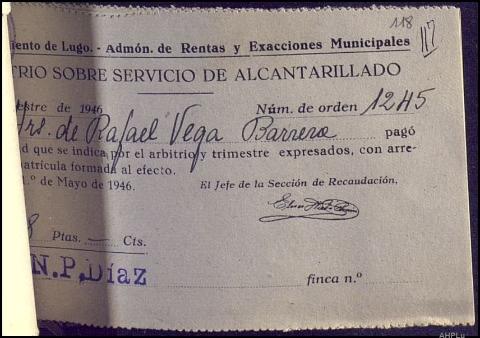 118
117
iento de Lugo. - Admón. de Rentas y Exacciones Municipales
TRIO SOBRE SERVICIO DE ALCANTARILLADO
estre de 1946 Núm. de orden 1245
Hrs. de Rafael Vega Barrera pagó
d que se indica por el arbitrio y trimestre expresados, con arre-
atrícula formada al efecto.
1.º de Mayo de 1946. El Jefe de la Sección de Recaudación,
8 Ptas. — Cts.
N.P. Díaz
finca n.º
AHPLu